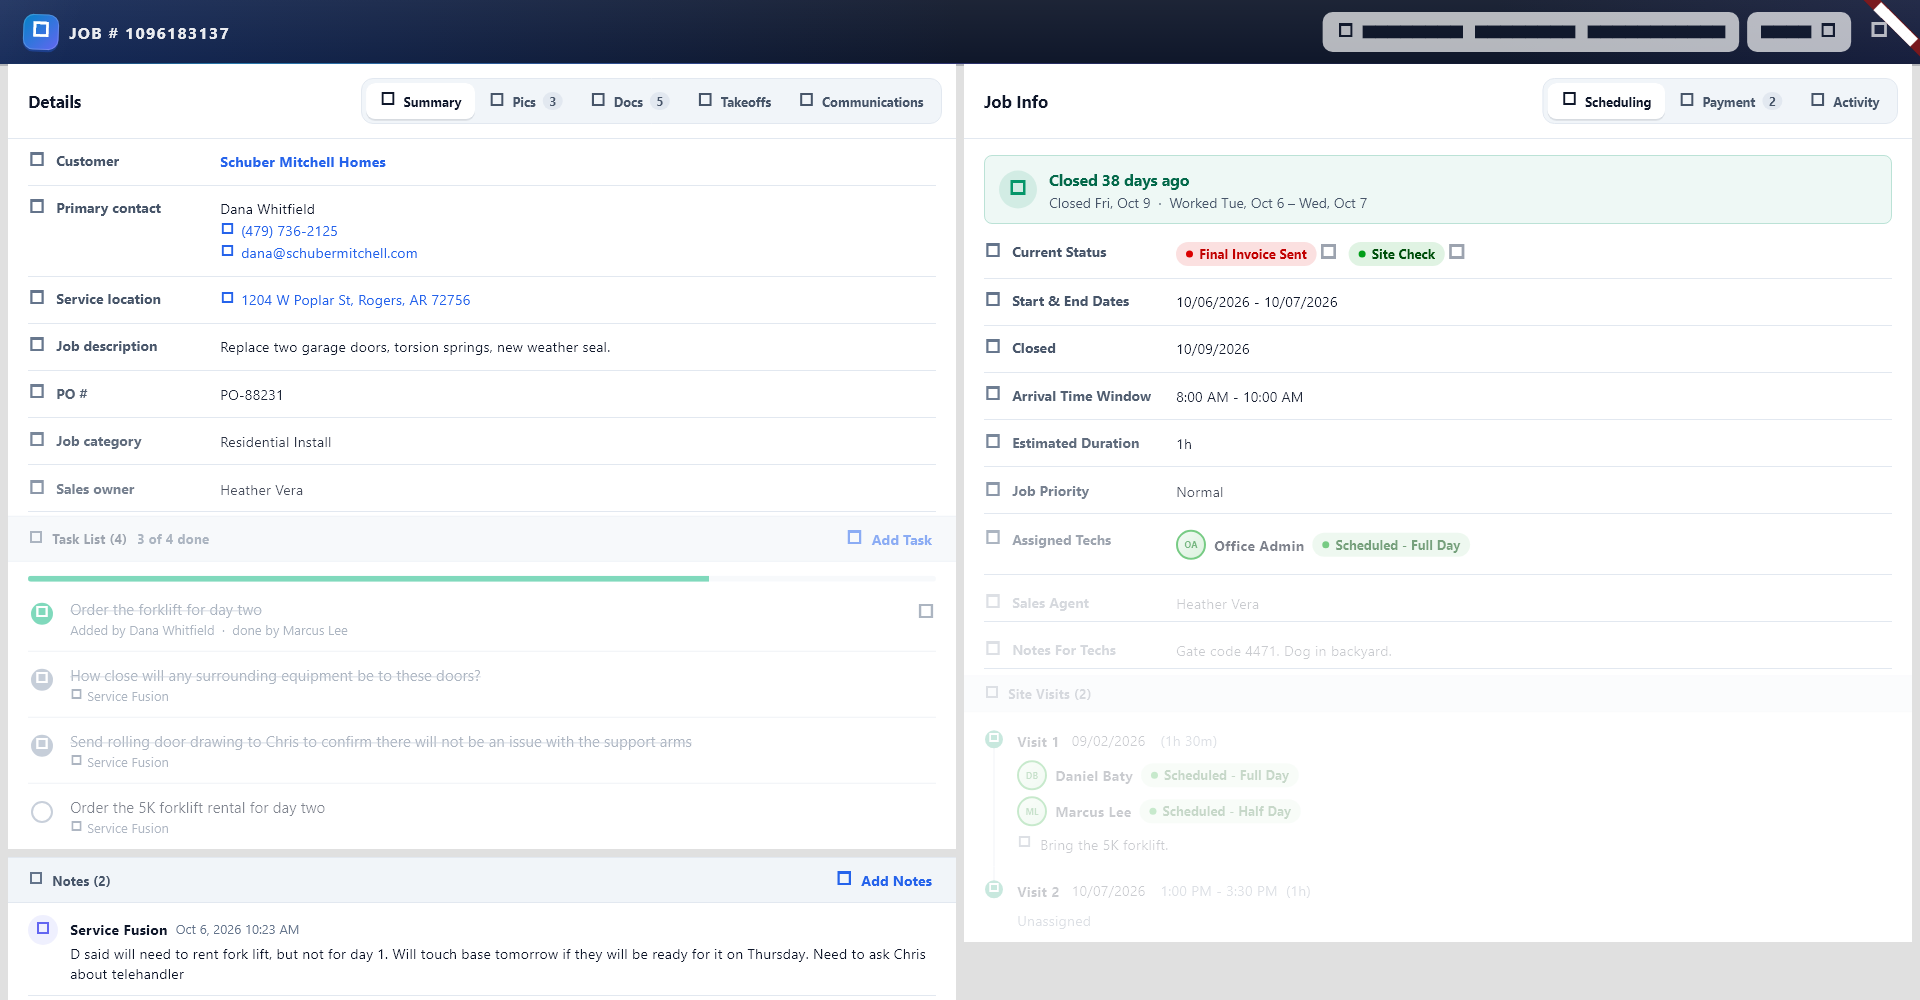 JOB # 1096183137
Details
Summary
Pics 3
Docs 5
Takeoffs
Communications
Customer
Schuber Mitchell Homes
Primary contact
Dana Whitfield
(479) 736-2125
dana@schubermitchell.com
Service location
1204 W Poplar St, Rogers, AR 72756
Job description
Replace two garage doors, torsion springs, new weather seal.
PO #
PO-88231
Job category
Residential Install
Sales owner
Heather Vera
Task List (4) 3 of 4 done
Add Task
Order the forklift for day two
Added by Dana Whitfield · done by Marcus Lee
How close will any surrounding equipment be to these doors?
Service Fusion
Send rolling door drawing to Chris to confirm there will not be an issue with the support arms
Service Fusion
Order the 5K forklift rental for day two
Service Fusion
Notes (2)
Add Notes
Service Fusion Oct 6, 2026 10:23 AM
D said will need to rent fork lift, but not for day 1. Will touch base tomorrow if they will be ready for it on Thursday. Need to ask Chris
about telehandler
Job Info
Scheduling
Payment 2
Activity
Closed 38 days ago
Closed Fri, Oct 9 · Worked Tue, Oct 6 – Wed, Oct 7
Current Status
Final Invoice Sent
Site Check
Start & End Dates
10/06/2026 - 10/07/2026
Closed
10/09/2026
Arrival Time Window
8:00 AM - 10:00 AM
Estimated Duration
1h
Job Priority
Normal
Assigned Techs
OA Office Admin Scheduled - Full Day
Sales Agent
Heather Vera
Notes For Techs
Gate code 4471. Dog in backyard.
Site Visits (2)
Visit 1 09/02/2026 (1h 30m)
DB Daniel Baty Scheduled - Full Day
ML Marcus Lee Scheduled - Half Day
Bring the 5K forklift.
Visit 2 10/07/2026 1:00 PM - 3:30 PM (1h)
Unassigned